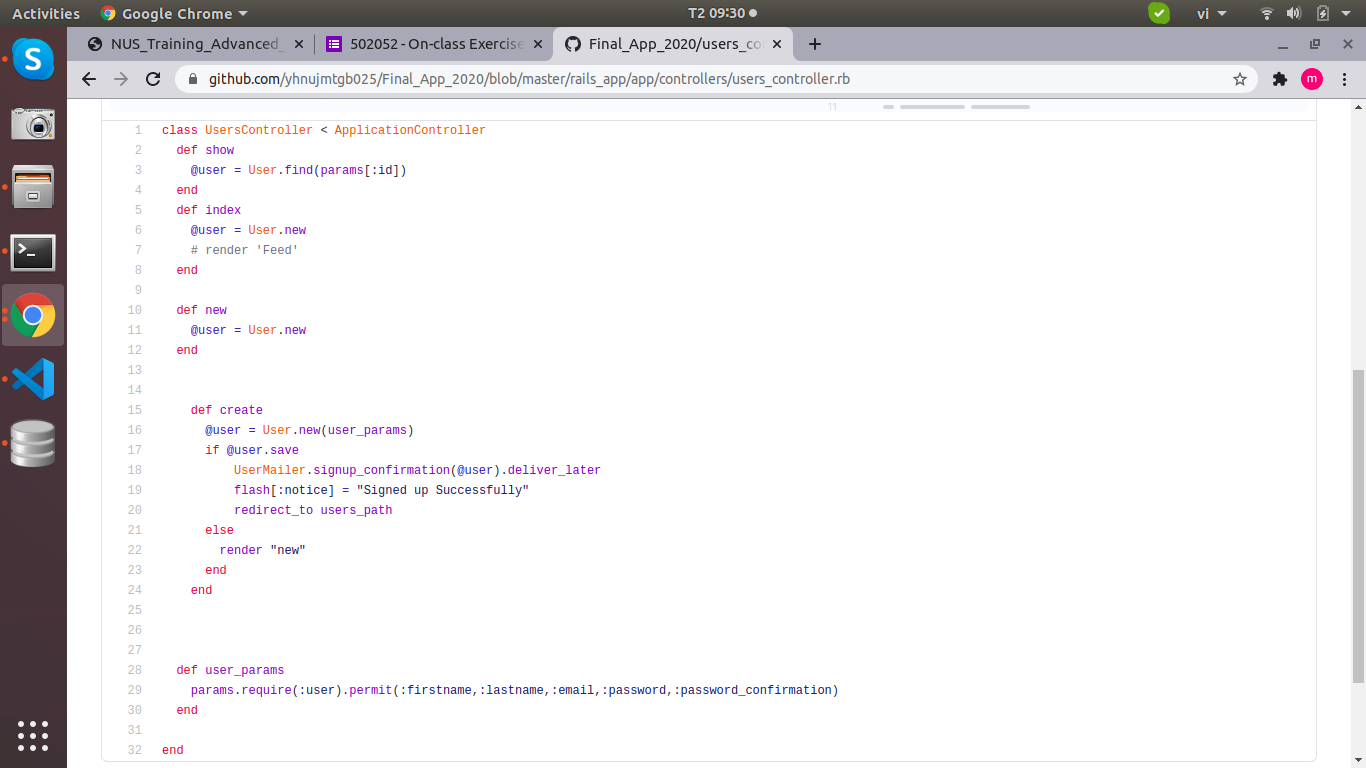 Activities Google Chrome T2 09:30 vi
NUS_Training_Advanced_ 502052 - On-class Exercise Final_App_2020/users_co
github.com/yhnujmtgb025/Final_App_2020/blob/master/rails_app/app/controllers/users_controller.rb m
11
1 class UsersController < ApplicationController
2 def show
3 @user = User.find(params[:id])
4 end
5 def index
6 @user = User.new
7 # render 'Feed'
8 end
9
10 def new
11 @user = User.new
12 end
13
14
15 def create
16 @user = User.new(user_params)
17 if @user.save
18 UserMailer.signup_confirmation(@user).deliver_later
19 flash[:notice] = "Signed up Successfully"
20 redirect_to users_path
21 else
22 render "new"
23 end
24 end
25
26
27
28 def user_params
29 params.require(:user).permit(:firstname,:lastname,:email,:password,:password_confirmation)
30 end
31
32 end